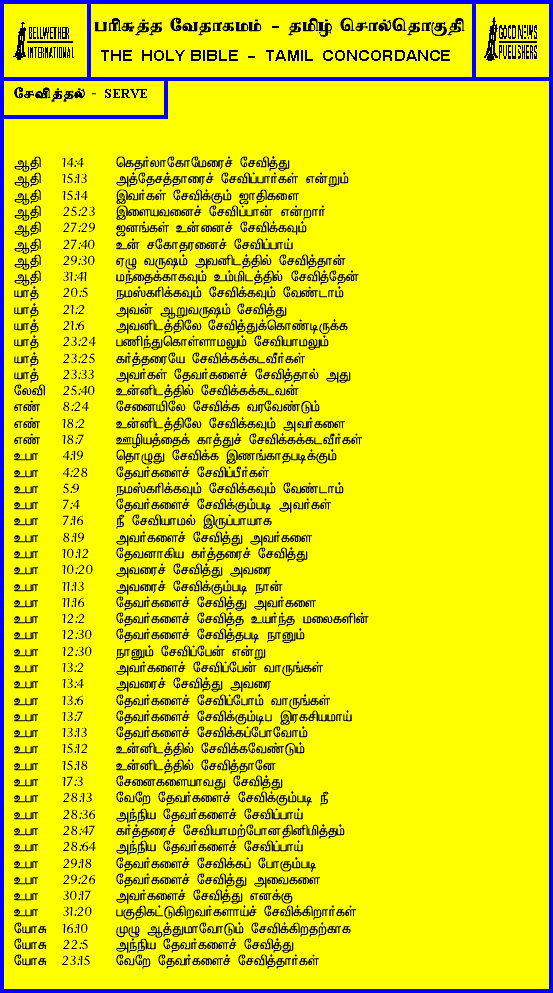 BELLWETHER
INTERNATIONAL
பரிசுத்த வேதாகமம் - தமிழ் சொல்தொகுதி
THE HOLY BIBLE - TAMIL CONCORDANCE
GOOD NEWS
PUBLISHERS
சேவித்தல் - SERVE
ஆதி 14:4 கெதர்லாகோமேரைச் சேவித்து
ஆதி 15:13 அத்தேசத்தாரைச் சேவிப்பார்கள் என்றும்
ஆதி 15:14 இவர்கள் சேவிக்கும் ஜாதிகளை
ஆதி 25:23 இளையவனைச் சேவிப்பான் என்றார்
ஆதி 27:29 ஜனங்கள் உன்னைச் சேவிக்கவும்
ஆதி 27:40 உன் சகோதரனைச் சேவிப்பாய்
ஆதி 29:30 ஏழு வருஷம் அவனிடத்தில் சேவித்தான்
ஆதி 31:41 மந்தைக்காகவும் உம்மிடத்தில் சேவித்தேன்
யாத் 20:5 நமஸ்கரிக்கவும் சேவிக்கவும் வேண்டாம்
யாத் 21:2 அவன் ஆறுவருஷம் சேவித்து
யாத் 21:6 அவனிடத்திலே சேவித்துக்கொண்டிருக்க
யாத் 23:24 பணிந்துகொள்ளாமலும் சேவியாமலும்
யாத் 23:25 கர்த்தரையே சேவிக்கக்கடவீர்கள்
யாத் 23:33 அவர்கள் தேவர்களைச் சேவித்தால் அது
லேவி 25:40 உன்னிடத்தில் சேவிக்கக்கடவன்
எண் 8:24 சேனையிலே சேவிக்க வரவேண்டும்
எண் 18:2 உன்னிடத்திலே சேவிக்கவும் அவர்களை
எண் 18:7 ஊழியத்தைக் காத்துச் சேவிக்கக்கடவீர்கள்
உபா 4:19 தொழுது சேவிக்க இணங்காதபடிக்கும்
உபா 4:28 தேவர்களைச் சேவிப்பீர்கள்
உபா 5:9 நமஸ்கரிக்கவும் சேவிக்கவும் வேண்டாம்
உபா 7:4 தேவர்களைச் சேவிக்கும்படி அவர்கள்
உபா 7:16 நீ சேவியாமல் இருப்பாயாக
உபா 8:19 அவர்களைச் சேவித்து அவர்களை
உபா 10:12 தேவனாகிய கர்த்தரைச் சேவித்து
உபா 10:20 அவரைச் சேவித்து அவரை
உபா 11:13 அவரைச் சேவிக்கும்படி நான்
உபா 11:16 தேவர்களைச் சேவித்து அவர்களை
உபா 12:2 தேவர்களைச் சேவித்த உயர்ந்த மலைகளின்
உபா 12:30 தேவர்களைச் சேவித்தபடி நானும்
உபா 12:30 நானும் சேவிப்பேன் என்று
உபா 13:2 அவர்களைச் சேவிப்பேன் வாருங்கள்
உபா 13:4 அவரைச் சேவித்து அவரை
உபா 13:6 தேவர்களைச் சேவிப்போம் வாருங்கள்
உபா 13:7 தேவர்களைச் சேவிக்கும்டிப இரகசியமாய்
உபா 13:13 தேவர்களைச் சேவிக்கப்போவோம்
உபா 15:12 உன்னிடத்தில் சேவிக்கவேண்டும்
உபா 15:18 உன்னிடத்தில் சேவித்தானே
உபா 17:3 சேனைகளையாவது சேவித்து
உபா 28:13 வேறே தேவர்களைச் சேவிக்கும்படி நீ
உபா 28:36 அந்நிய தேவர்களைச் சேவிப்பாய்
உபா 28:47 கர்த்தரைச் சேவியாமற்போனதினிமித்தம்
உபா 28:64 அந்நிய தேவர்களைச் சேவிப்பாய்
உபா 29:18 தேவர்களைச் சேவிக்கப் போகும்படி
உபா 29:26 தேவர்களைச் சேவித்து அவைகளை
உபா 30:17 அவர்களைச் சேவித்து எனக்கு
உபா 31:20 பகுதிகட்டுகிறவர்களாய்ச் சேவிக்கிறார்கள்
யோசு 16:10 முழு ஆத்துமாவோடும் சேவிக்கிறதற்காக
யோசு 22:5 அந்நிய தேவர்களைச் சேவித்து
யோசு 23:15 வேறே தேவர்களைச் சேவித்தார்கள்